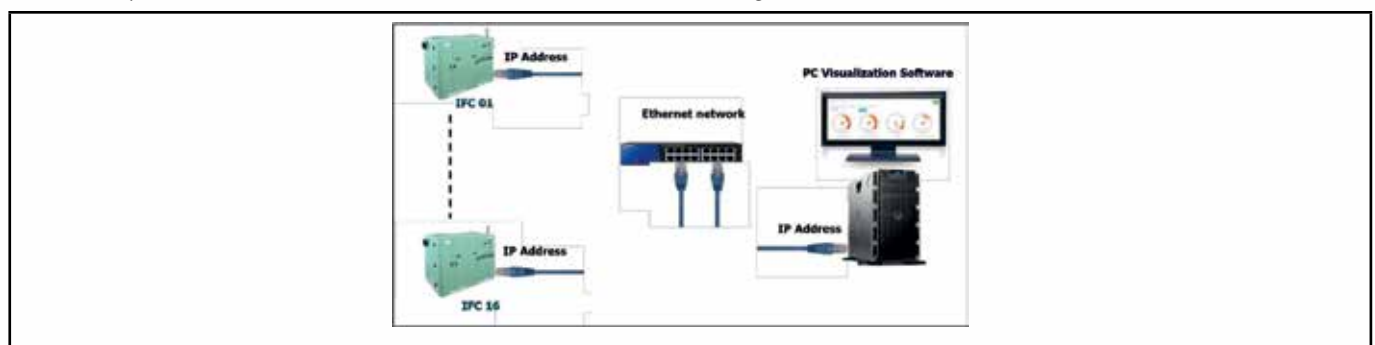 IP Address
IFC 01
PC Visualization Software
Ethernet network
IP Address
IP Address
IFC 16